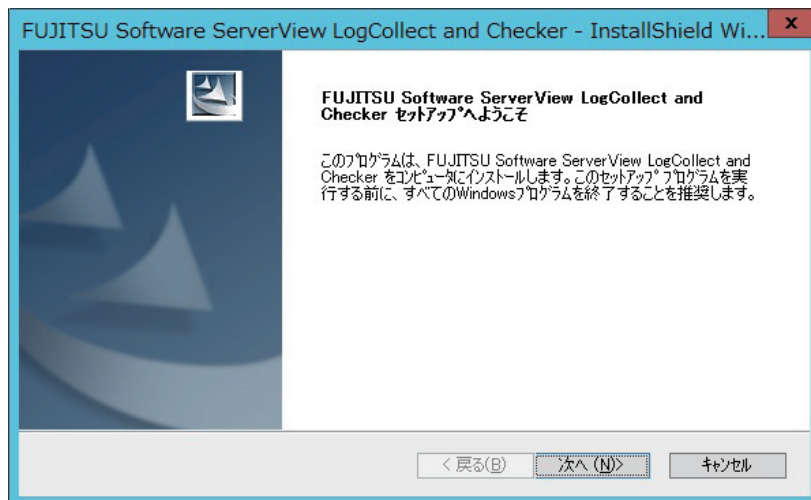 FUJITSU Software ServerView LogCollect and Checker - InstallShield Wi...
x
FUJITSU Software ServerView LogCollect and
Checker ｾｯﾄｱｯﾌﾟへようこそ
このﾌﾟﾛｸﾞﾗﾑは、FUJITSU Software ServerView LogCollect and
Checker をｺﾝﾋﾟｭｰﾀにｲﾝｽﾄｰﾙします。このｾｯﾄｱｯﾌﾟ ﾌﾟﾛｸﾞﾗﾑを実
行する前に、すべてのWindowsﾌﾟﾛｸﾞﾗﾑを終了することを推奨します。
< 戻る(B)
次へ (N)>
ｷｬﾝｾﾙ